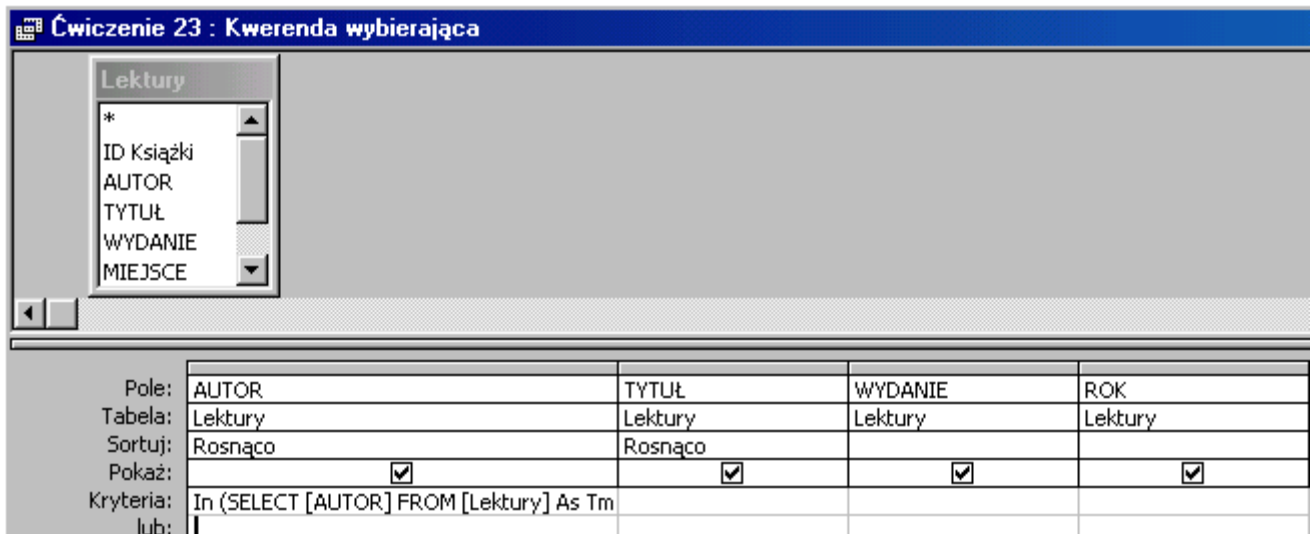 Ćwiczenie 23 : Kwerenda wybierająca
Lektury
*
ID Książki
AUTOR
TYTUŁ
WYDANIE
MIEJSCE
Pole: AUTOR TYTUŁ WYDANIE ROK
Tabela: Lektury Lektury Lektury Lektury
Sortuj: Rosnąco Rosnąco
Pokaż:
Kryteria: In (SELECT [AUTOR] FROM [Lektury] As Tm
lub: